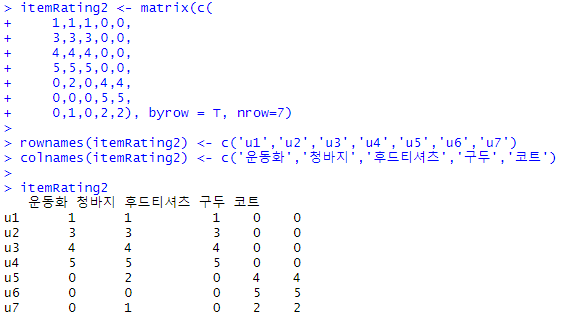 > itemRating2 <- matrix(c(
+     1,1,1,0,0,
+     3,3,3,0,0,
+     4,4,4,0,0,
+     5,5,5,0,0,
+     0,2,0,4,4,
+     0,0,0,5,5,
+     0,1,0,2,2), byrow = T, nrow=7)
>
> rownames(itemRating2) <- c('u1','u2','u3','u4','u5','u6','u7')
> colnames(itemRating2) <- c('운동화','청바지','후드티셔츠','구두','코트')
>
> itemRating2
   운동화 청바지 후드티셔츠 구두 코트
u1      1      1          1    0    0
u2      3      3          3    0    0
u3      4      4          4    0    0
u4      5      5          5    0    0
u5      0      2          0    4    4
u6      0      0          0    5    5
u7      0      1          0    2    2